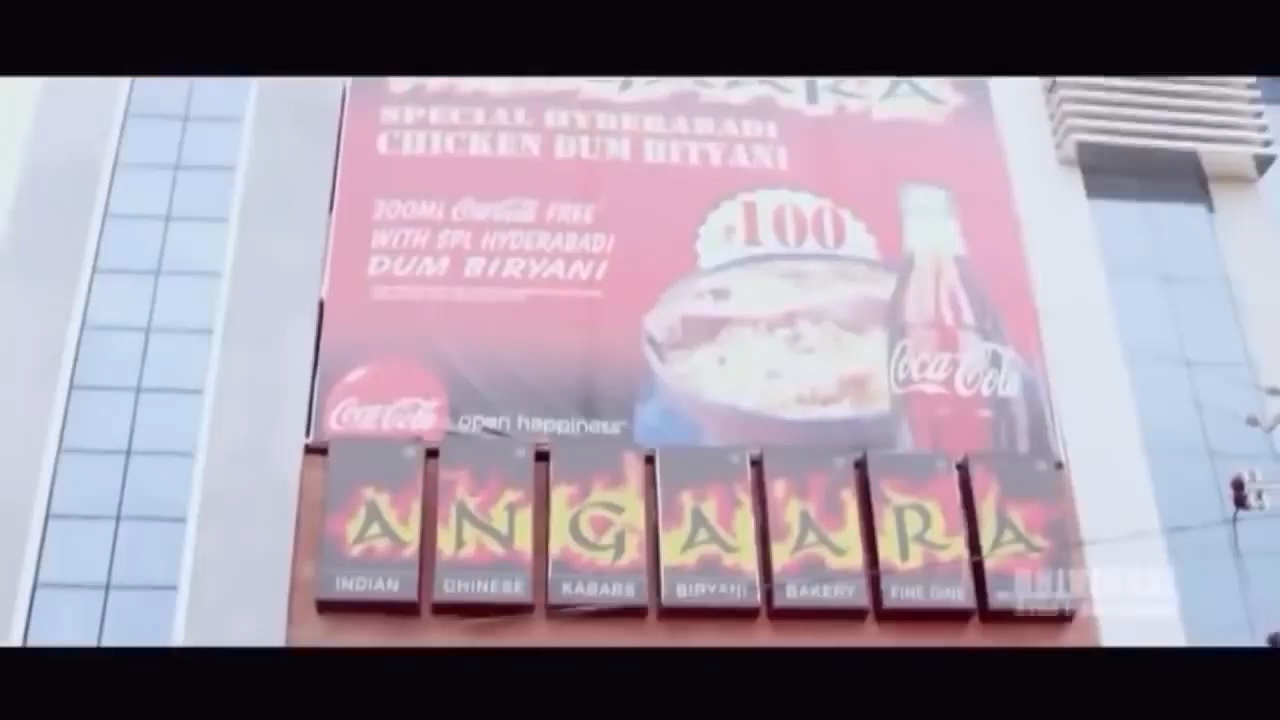 SPECIAL HYDERABADI
CHICKEN DUM BITYANI
200ML Coca-Cola FREE
WITH SPL HYDERABADI
DUM BIRYANI
100
Coca-Cola
Coca-Cola open happiness
ANGAARA
INDIAN CHINESE KABABS BIRYANI BAKERY FINE DINE